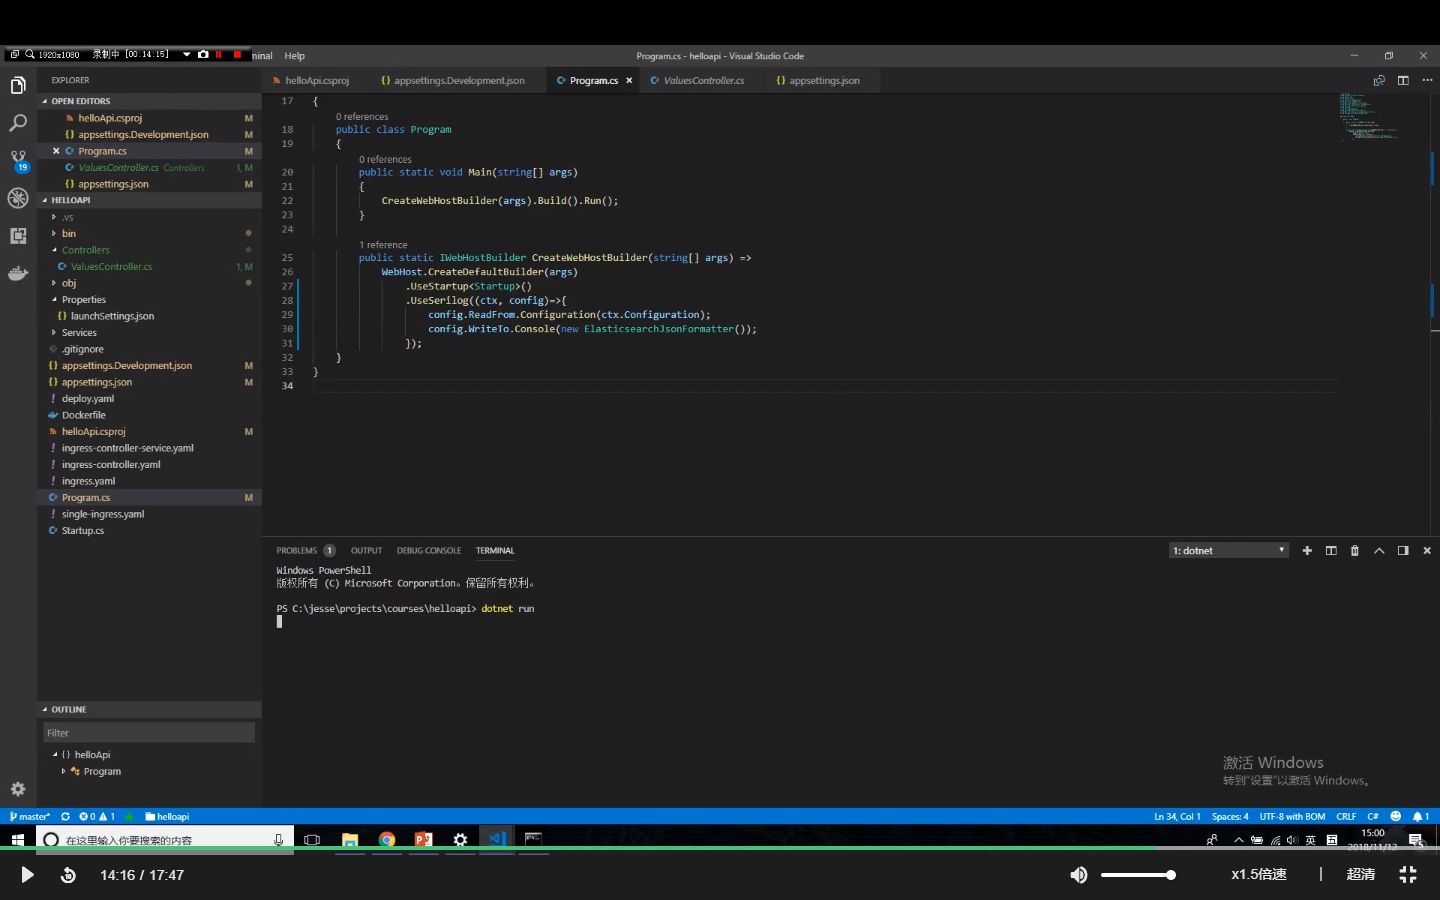 1920x1080 录制中 [00:14:15] minal Help
Program.cs - helloapi - Visual Studio Code
EXPLORER
OPEN EDITORS
helloApi.csproj M
appsettings.Development.json M
Program.cs M
ValuesController.cs Controllers 1, M
appsettings.json M
HELLOAPI
.vs
bin
Controllers
ValuesController.cs 1, M
obj
Properties
launchSettings.json
Services
.gitignore
appsettings.Development.json M
appsettings.json M
deploy.yaml
Dockerfile
helloApi.csproj M
ingress-controller-service.yaml
ingress-controller.yaml
ingress.yaml
Program.cs M
single-ingress.yaml
Startup.cs
OUTLINE
Filter
helloApi
Program
19
helloApi.csproj appsettings.Development.json Program.cs ValuesController.cs appsettings.json
17 {
0 references
18 public class Program
19 {
0 references
20 public static void Main(string[] args)
21 {
22 CreateWebHostBuilder(args).Build().Run();
23 }
24
1 reference
25 public static IWebHostBuilder CreateWebHostBuilder(string[] args) =>
26 WebHost.CreateDefaultBuilder(args)
27 .UseStartup<Startup>()
28 .UseSerilog((ctx, config)=>{
29 config.ReadFrom.Configuration(ctx.Configuration);
30 config.WriteTo.Console(new ElasticsearchJsonFormatter());
31 });
32 }
33 }
34
PROBLEMS 1 OUTPUT DEBUG CONSOLE TERMINAL 1: dotnet
Windows PowerShell
版权所有 (C) Microsoft Corporation。保留所有权利。
PS C:\jesse\projects\courses\helloapi> dotnet run
激活 Windows
转到"设置"以激活 Windows。
master* 0 1 helloapi Ln 34, Col 1 Spaces: 4 UTF-8 with BOM CRLF C# 1
在这里输入你要搜索的内容 英 15:00
2018/11/12
14:16 / 17:47 x1.5倍速 超清